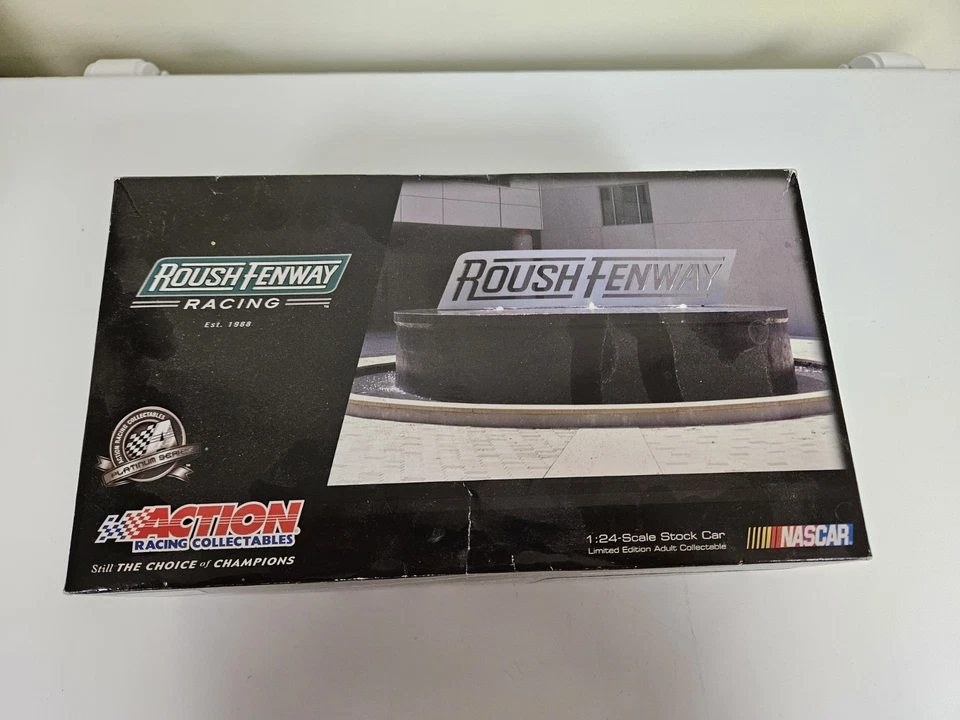 ROUSH FENWAY
RACING
Est. 1988
ROUSH FENWAY
ACTION RACING COLLECTABLES
PLATINUM SERIES
ACTION
RACING COLLECTABLES
Still THE CHOICE of CHAMPIONS
1:24-Scale Stock Car
Limited Edition Adult Collectable
NASCAR